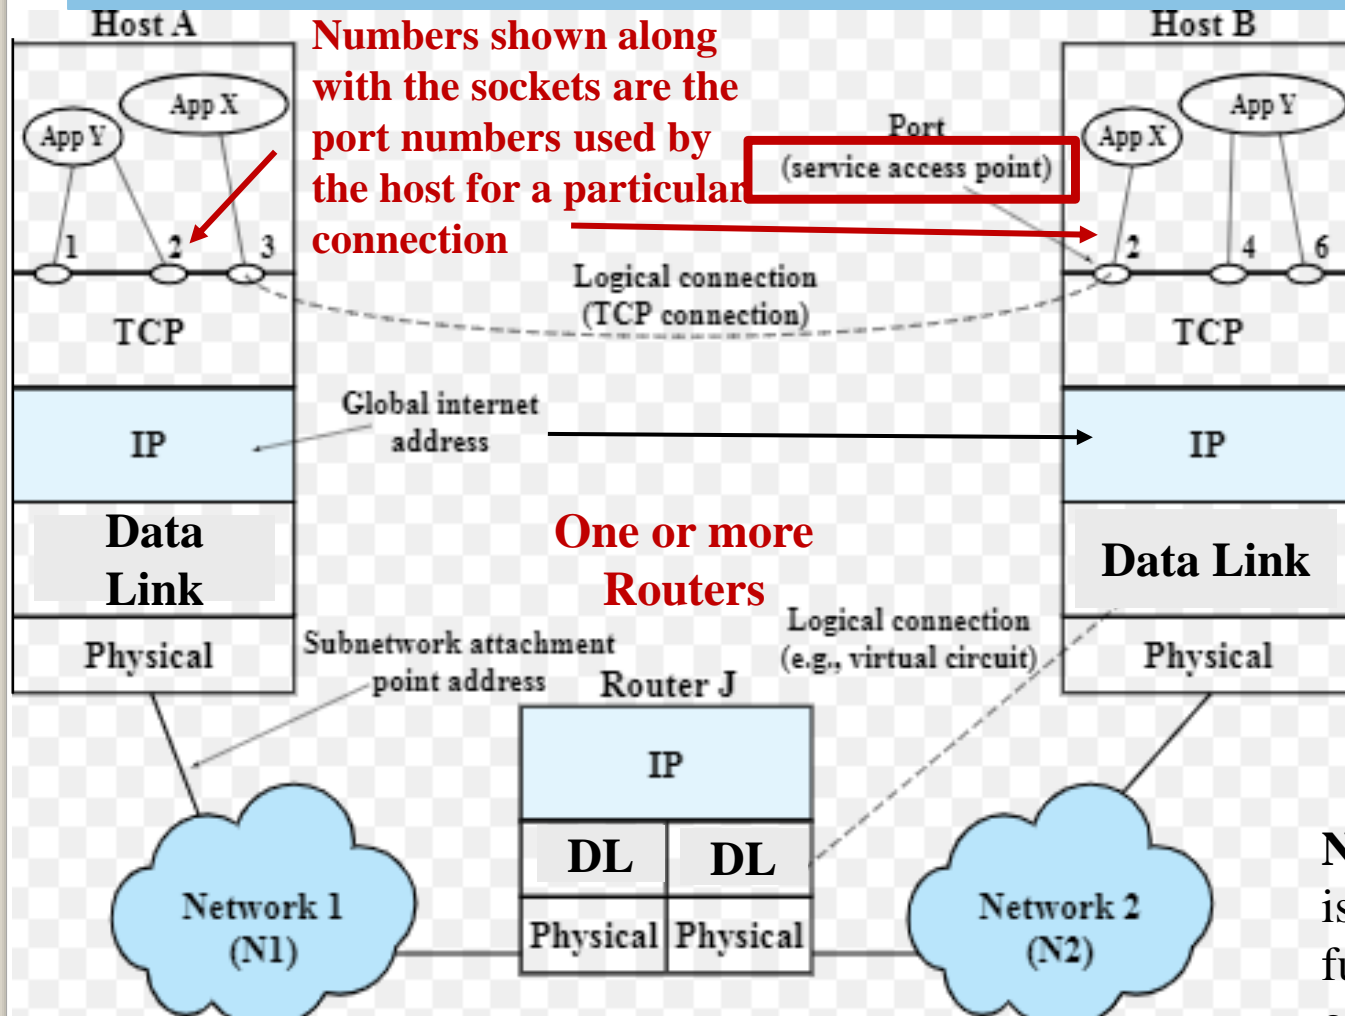 Host A
Host B
Numbers shown along
with the sockets are the
port numbers used by
the host for a particular
connection
App Y
App X
1
2
3
Port
(service access point)
App X
App Y
2
4
6
Logical connection
(TCP connection)
TCP
TCP
Global internet
address
IP
IP
Data
Link
Data Link
One or more
Routers
Physical
Physical
Subnetwork attachment
point address
Logical connection
(e.g., virtual circuit)
Router J
IP
DL
DL
Physical
Physical
Network 1
(N1)
Network 2
(N2)
N
is
fu